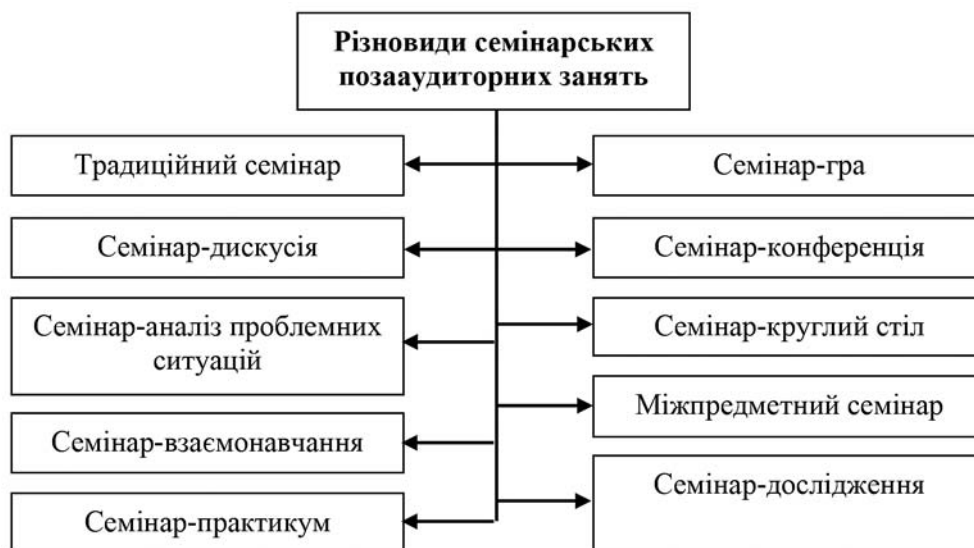 Різновиди семінарських
позааудиторних занять
Традиційний семінар
Семінар-гра
Семінар-дискусія
Семінар-конференція
Семінар-аналіз проблемних
ситуацій
Семінар-круглий стіл
Міжпредметний семінар
Семінар-взаємонавчання
Семінар-дослідження
Семінар-практикум